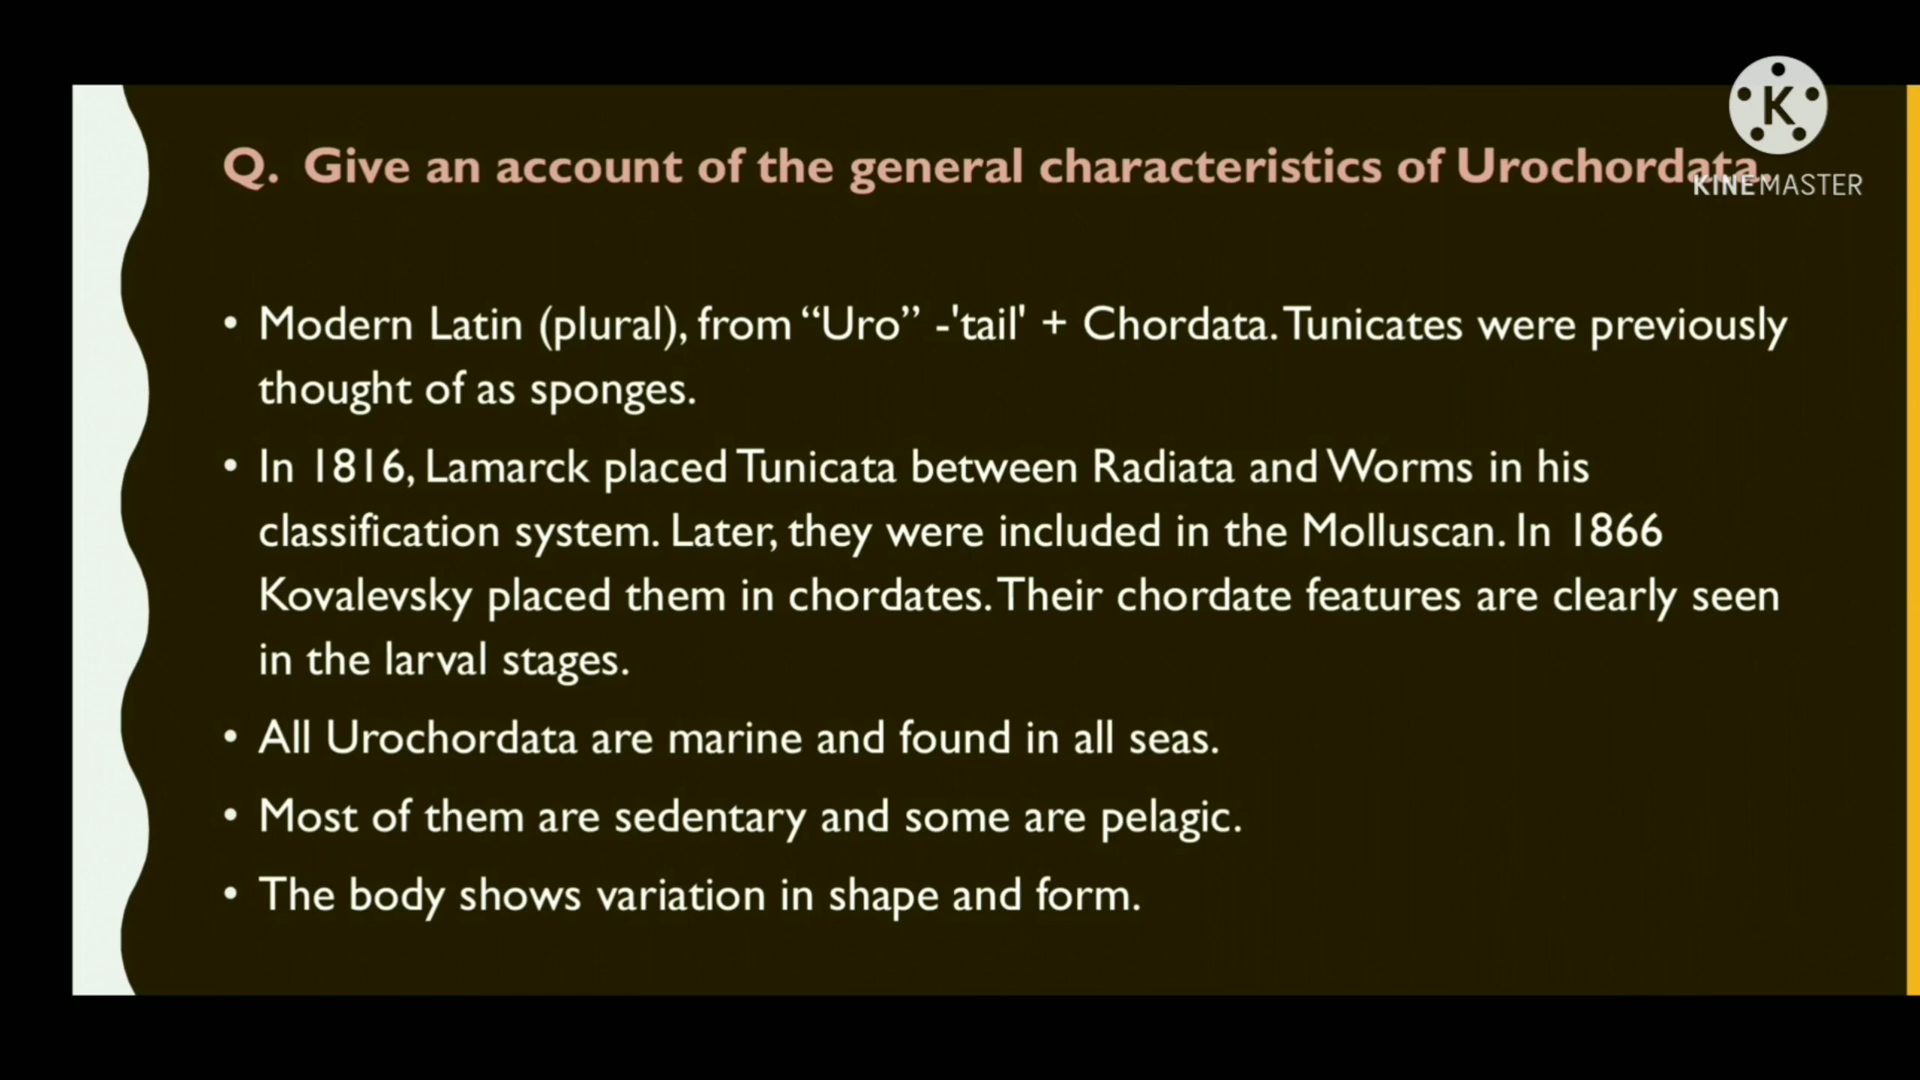 Q. Give an account of the general characteristics of Urochordata.
K
KINEMASTER
• Modern Latin (plural), from “Uro” -'tail' + Chordata. Tunicates were previously
thought of as sponges.
• In 1816, Lamarck placed Tunicata between Radiata and Worms in his
classification system. Later, they were included in the Molluscan. In 1866
Kovalevsky placed them in chordates. Their chordate features are clearly seen
in the larval stages.
• All Urochordata are marine and found in all seas.
• Most of them are sedentary and some are pelagic.
• The body shows variation in shape and form.